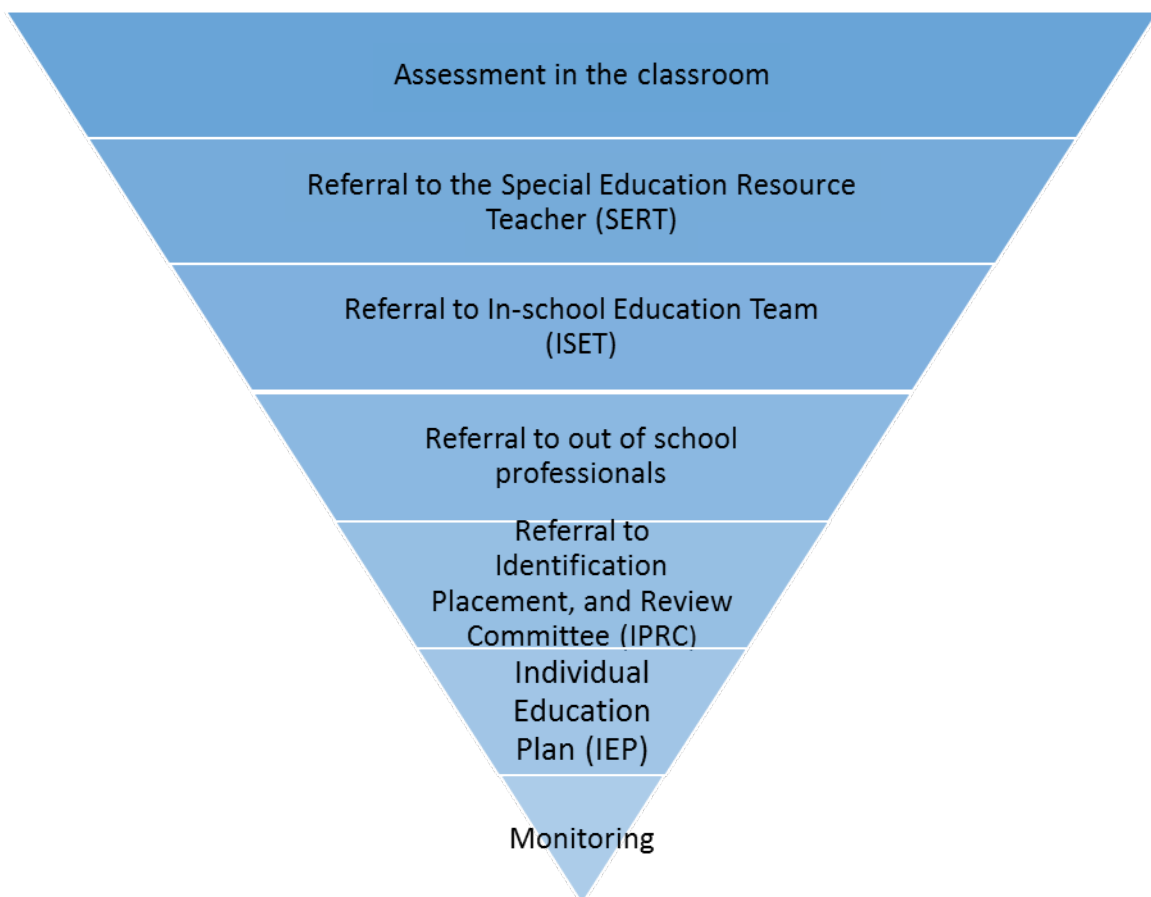 Assessment in the classroom
Referral to the Special Education Resource
Teacher (SERT)
Referral to In-school Education Team
(ISET)
Referral to out of school
professionals
Referral to
Identification
Placement, and Review
Committee (IPRC)
Individual
Education
Plan (IEP)
Monitoring